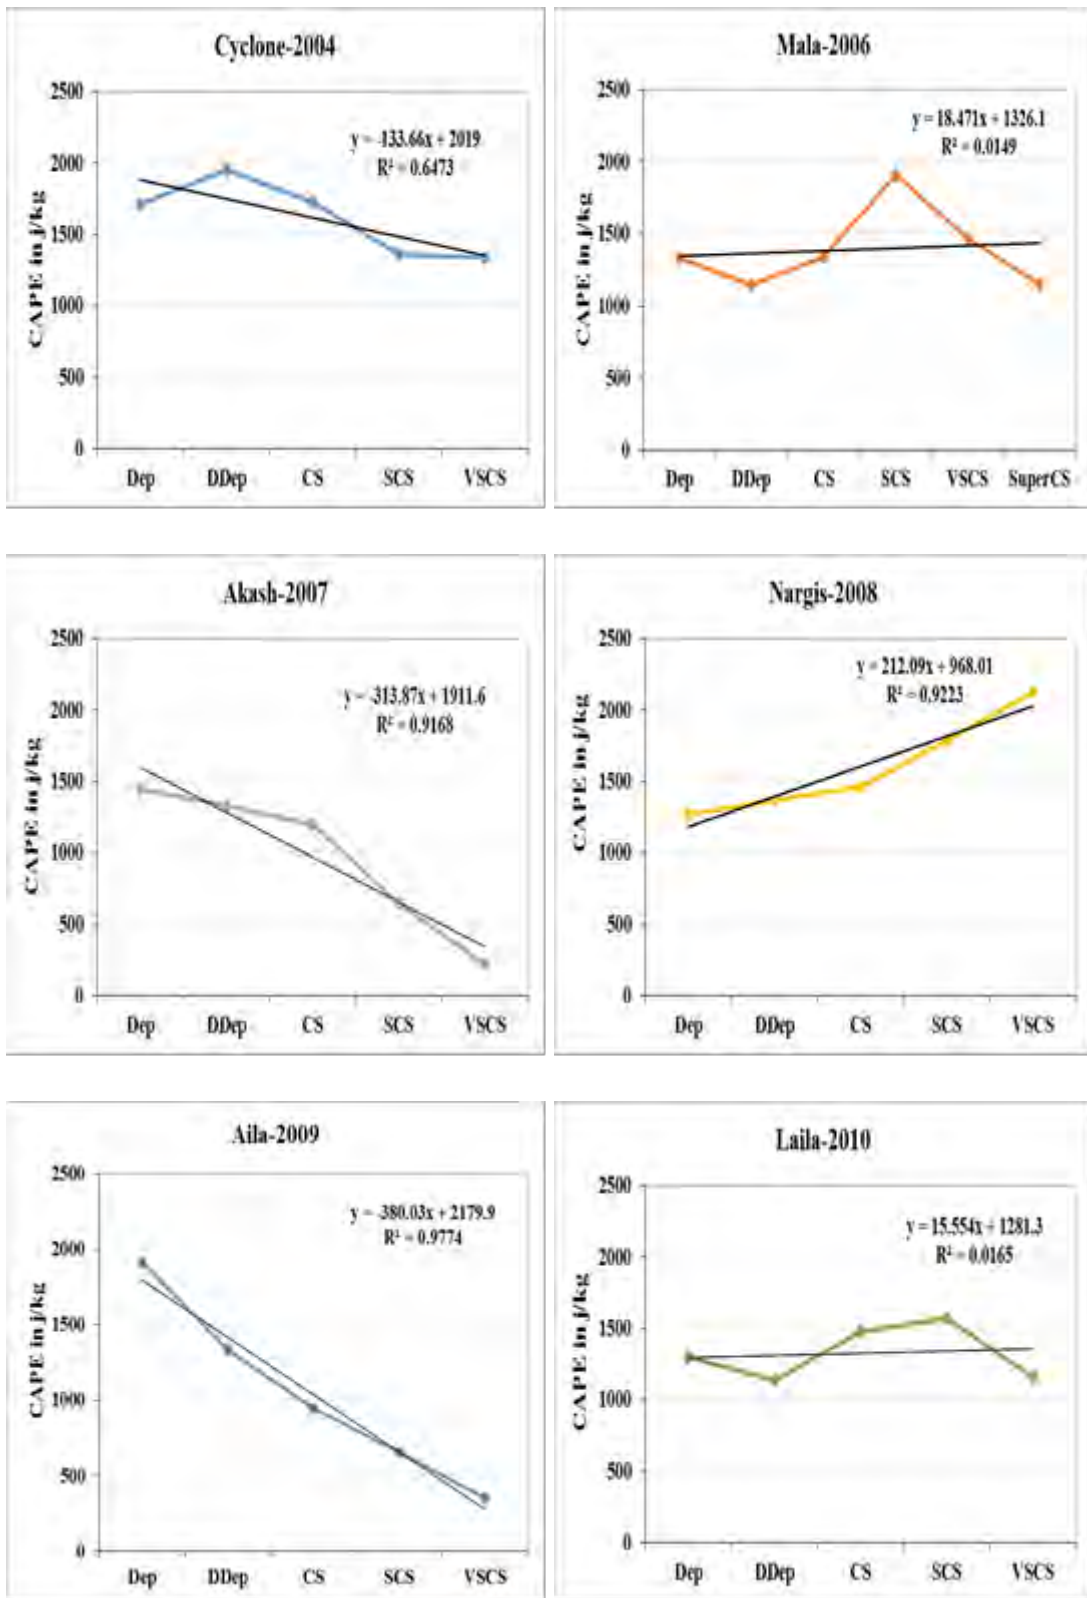 Cyclone-2004
2500
2000
1500
1000
500
0
CAPE in j/kg
y = -133.66x + 2019
R² = 0.6473
Dep DDep CS SCS VSCS
Mala-2006
2500
2000
1500
1000
500
0
CAPE in j/kg
y = 18.471x + 1326.1
R² = 0.0149
Dep DDep CS SCS VSCS SuperCS
Akash-2007
2500
2000
1500
1000
500
0
CAPE in j/kg
y = -313.87x + 1911.6
R² = 0.9168
Dep DDep CS SCS VSCS
Nargis-2008
2500
2000
1500
1000
500
0
CAPE in j/kg
y = 212.09x + 968.01
R² = 0.9223
Dep DDep CS SCS VSCS
Aila-2009
2500
2000
1500
1000
500
0
CAPE in j/kg
y = -380.03x + 2179.9
R² = 0.9774
Dep DDep CS SCS VSCS
Laila-2010
2500
2000
1500
1000
500
0
CAPE in j/kg
y = 15.554x + 1281.3
R² = 0.0165
Dep DDep CS SCS VSCS